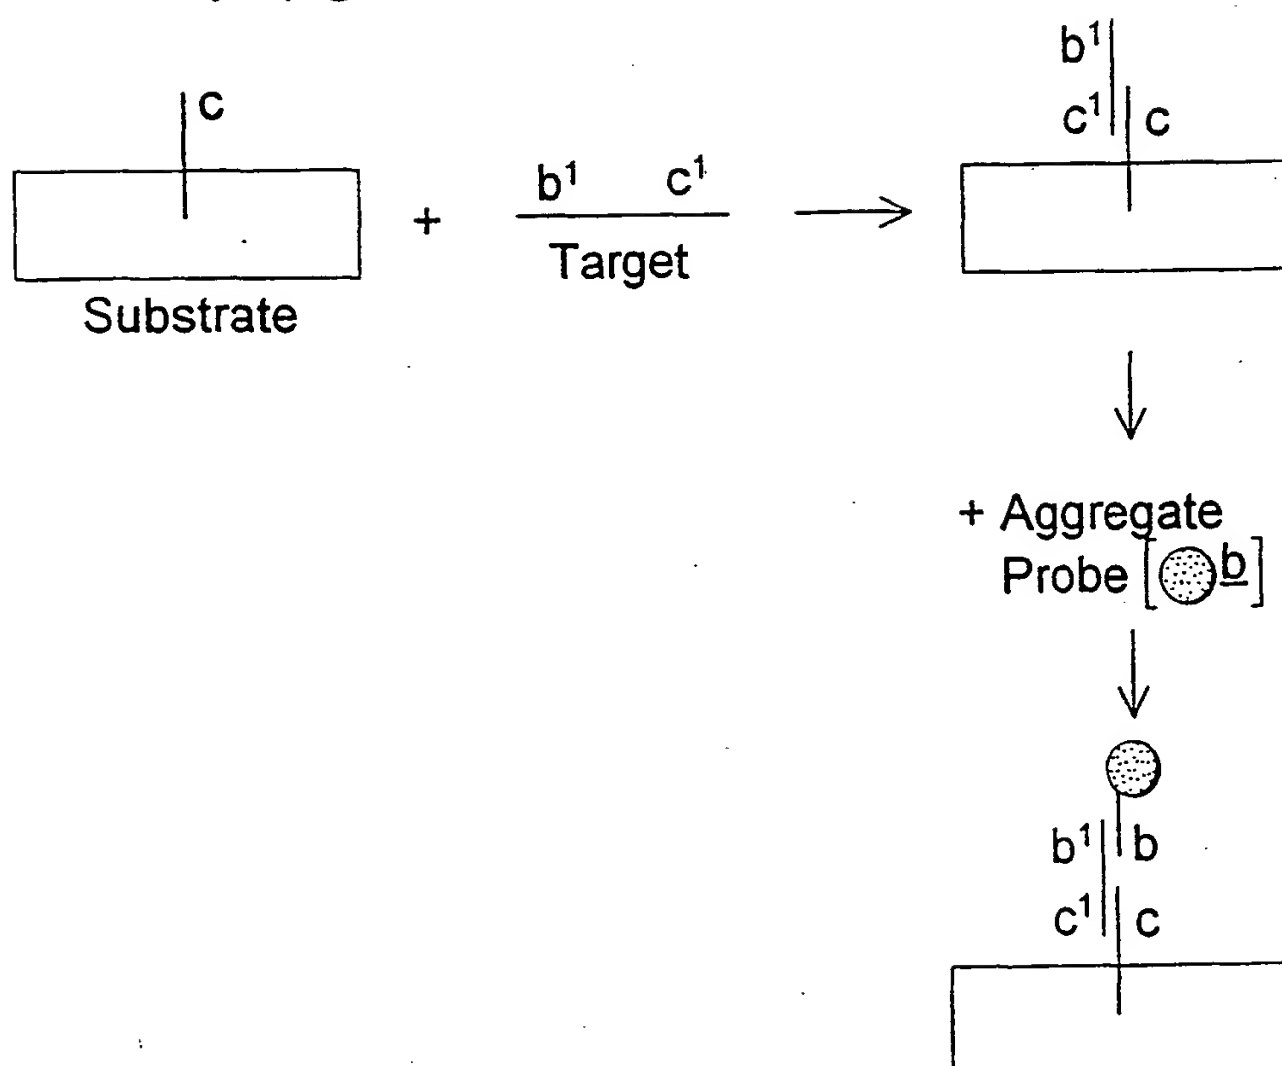 c
Substrate
+
b¹ c¹
Target
b¹
c¹ c
+ Aggregate
Probe [ b]
b¹ b
c¹ c